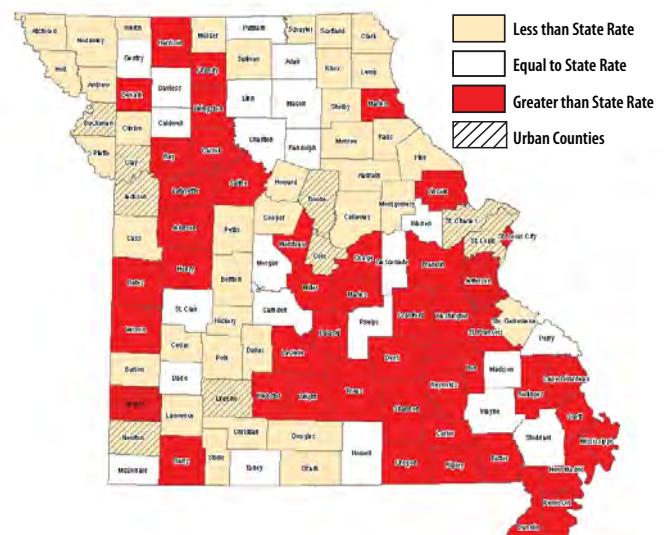 Less than State Rate
Equal to State Rate
Greater than State Rate
Urban Counties
Atchison
Nodaway
Worth
Harrison
Mercer
Putnam
Schuyler
Scotland
Clark
Holt
Gentry
Grundy
Sullivan
Adair
Knox
Lewis
Andrew
DeKalb
Daviess
Livingston
Linn
Macon
Shelby
Marion
Buchanan
Clinton
Caldwell
Chariton
Randolph
Monroe
Ralls
Pike
Platte
Clay
Ray
Carroll
Saline
Howard
Boone
Audrain
Lincoln
Jackson
Lafayette
Cooper
Callaway
Montgomery
Warren
St. Charles
St. Louis
St. Louis City
Cass
Johnson
Pettis
Moniteau
Cole
Osage
Gasconade
Franklin
Jefferson
Bates
Henry
Benton
Morgan
Miller
Maries
St. Clair
Camden
Phelps
Crawford
Washington
Ste. Genevieve
St. Francois
Perry
Vernon
Hickory
Pulaski
Cedar
Polk
Dallas
Laclede
Dent
Iron
Madison
Barton
Dade
Reynolds
Cape Girardeau
Greene
Webster
Wright
Texas
Shannon
Wayne
Bollinger
Scott
Lawrence
Newton
Christian
Douglas
Carter
Stoddard
Mississippi
Howell
McDonald
Barry
Stone
Taney
Ozark
Oregon
Ripley
Butler
New Madrid
Pemiscot
Dunklin